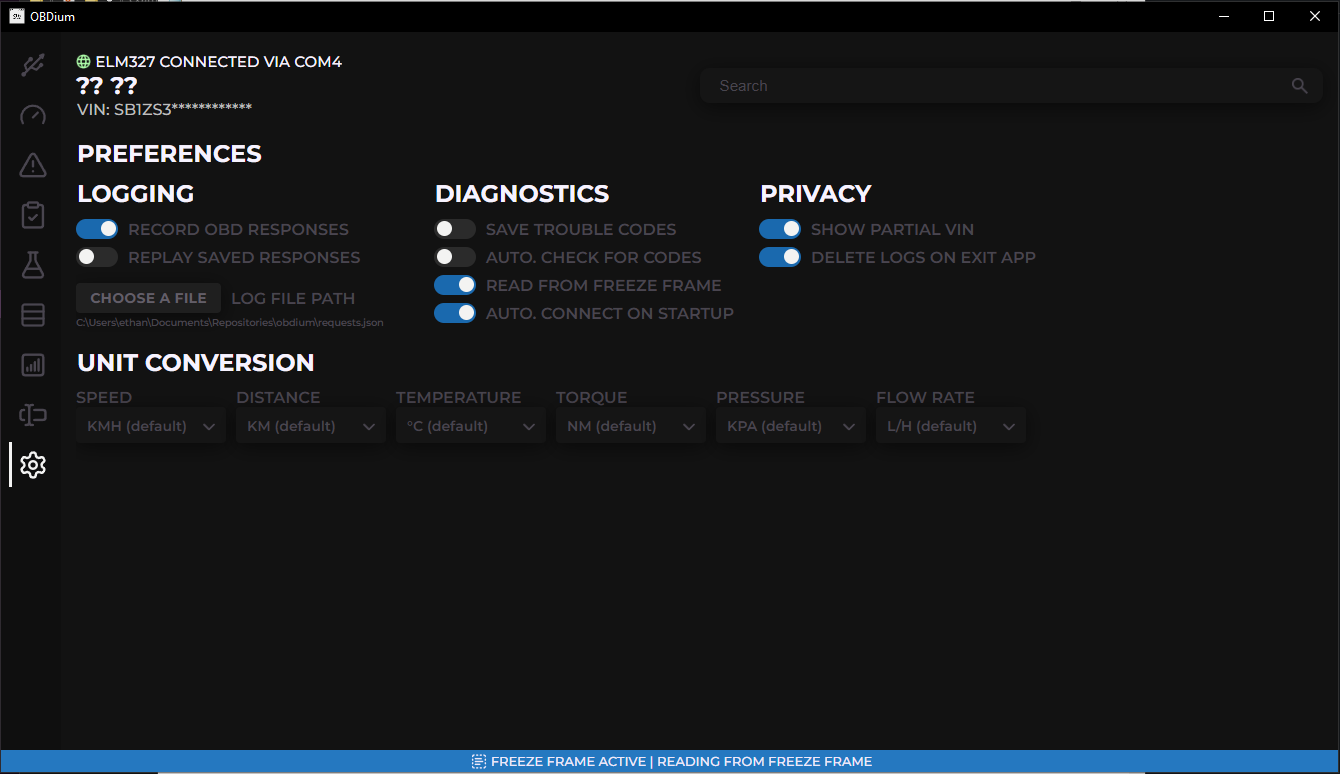 OBDium
ELM327 CONNECTED VIA COM4
?? ??
VIN: SB1ZS3************
Search
PREFERENCES
LOGGING
RECORD OBD RESPONSES
REPLAY SAVED RESPONSES
CHOOSE A FILE LOG FILE PATH
C:\Users\ethan\Documents\Repositories\obdium\requests.json
DIAGNOSTICS
SAVE TROUBLE CODES
AUTO. CHECK FOR CODES
READ FROM FREEZE FRAME
AUTO. CONNECT ON STARTUP
PRIVACY
SHOW PARTIAL VIN
DELETE LOGS ON EXIT APP
UNIT CONVERSION
SPEED DISTANCE TEMPERATURE TORQUE PRESSURE FLOW RATE
KMH (default) KM (default) °C (default) NM (default) KPA (default) L/H (default)
FREEZE FRAME ACTIVE | READING FROM FREEZE FRAME